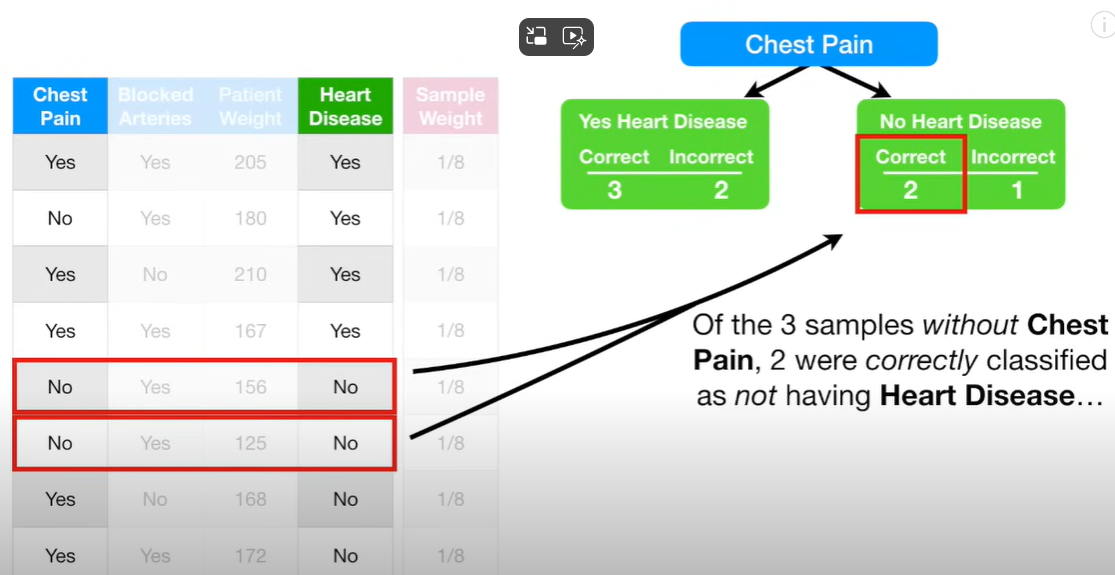 Chest Pain
Chest Pain
Blocked Arteries
Patient Weight
Heart Disease
Sample Weight
Yes Yes 205 Yes 1/8
No Yes 180 Yes 1/8
Yes No 210 Yes 1/8
Yes Yes 167 Yes 1/8
No Yes 156 No 1/8
No Yes 125 No 1/8
Yes No 168 No 1/8
Yes Yes 172 No 1/8
Yes Heart Disease
Correct Incorrect
3 2
No Heart Disease
Correct Incorrect
2 1
Of the 3 samples without Chest
Pain, 2 were correctly classified
as not having Heart Disease…